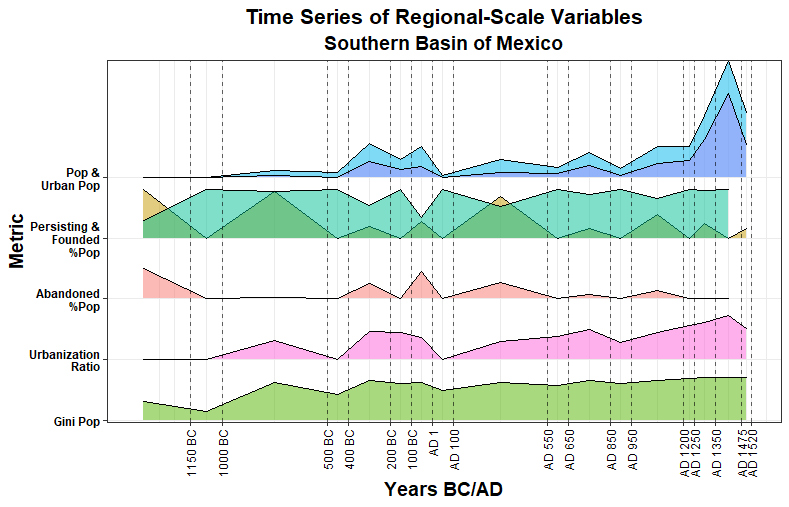 Time Series of Regional-Scale Variables
Southern Basin of Mexico
Metric
Pop &
Urban Pop
Persisting &
Founded
%Pop
Abandoned
%Pop
Urbanization
Ratio
Gini Pop
1150 BC
1000 BC
500 BC
400 BC
200 BC
100 BC
AD 1
AD 100
AD 550
AD 650
AD 850
AD 950
AD 1200
AD 1250
AD 1350
AD 1475
AD 1520
Years BC/AD